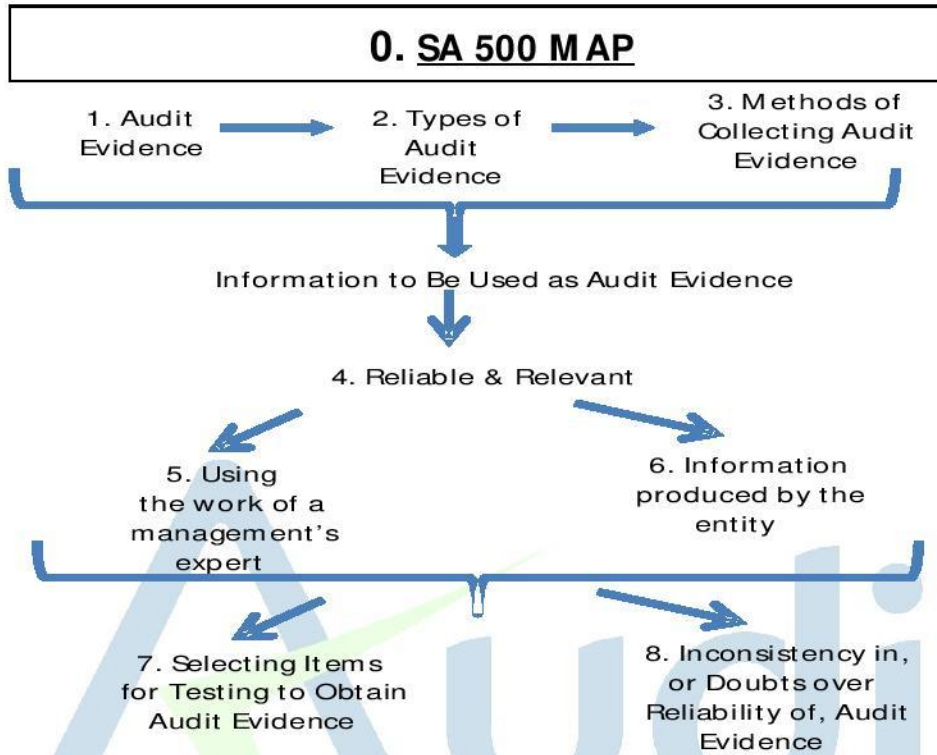 0. SA 500 MAP
1. Audit
Evidence
2. Types of
Audit
Evidence
3. Methods of
Collecting Audit
Evidence
Information to Be Used as Audit Evidence
4. Reliable & Relevant
5. Using
the work of a
management's
expert
6. Information
produced by the
entity
7. Selecting Items
for Testing to Obtain
Audit Evidence
8. Inconsistency in,
or Doubts over
Reliability of, Audit
Evidence
Audi